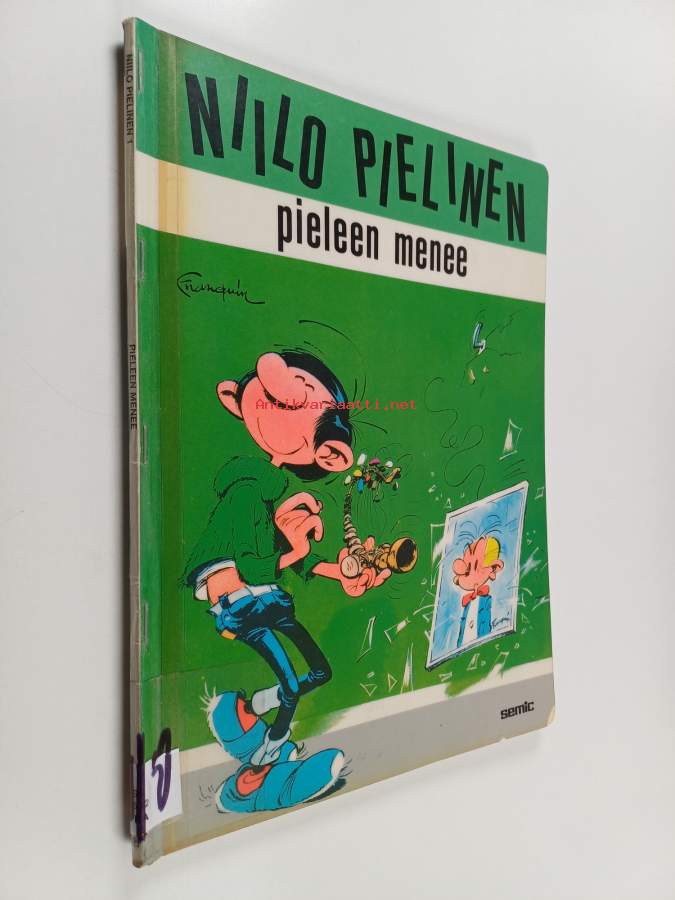 NIILO PIELINEN 1
PIELEEN MENEE
NIILO PIELINEN
pieleen menee
Franquin
Antikvariaatti.net
semic